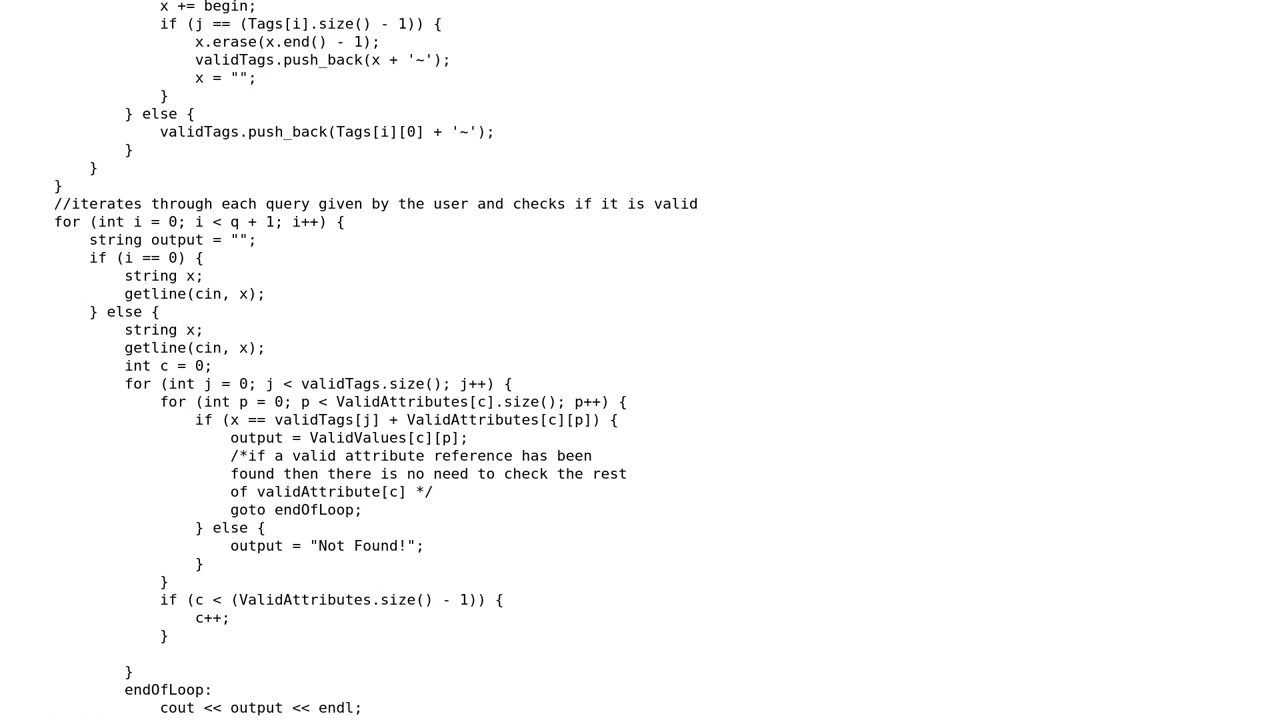 x += begin;
if (j == (Tags[i].size() - 1)) {
x.erase(x.end() - 1);
validTags.push_back(x + '~');
x = "";
}
} else {
validTags.push_back(Tags[i][0] + '~');
}
}
}
//iterates through each query given by the user and checks if it is valid
for (int i = 0; i < q + 1; i++) {
string output = "";
if (i == 0) {
string x;
getline(cin, x);
} else {
string x;
getline(cin, x);
int c = 0;
for (int j = 0; j < validTags.size(); j++) {
for (int p = 0; p < ValidAttributes[c].size(); p++) {
if (x == validTags[j] + ValidAttributes[c][p]) {
output = ValidValues[c][p];
/*if a valid attribute reference has been
found then there is no need to check the rest
of validAttribute[c] */
goto endOfLoop;
} else {
output = "Not Found!";
}
}
if (c < (ValidAttributes.size() - 1)) {
c++;
}
}
endOfLoop:
cout << output << endl;